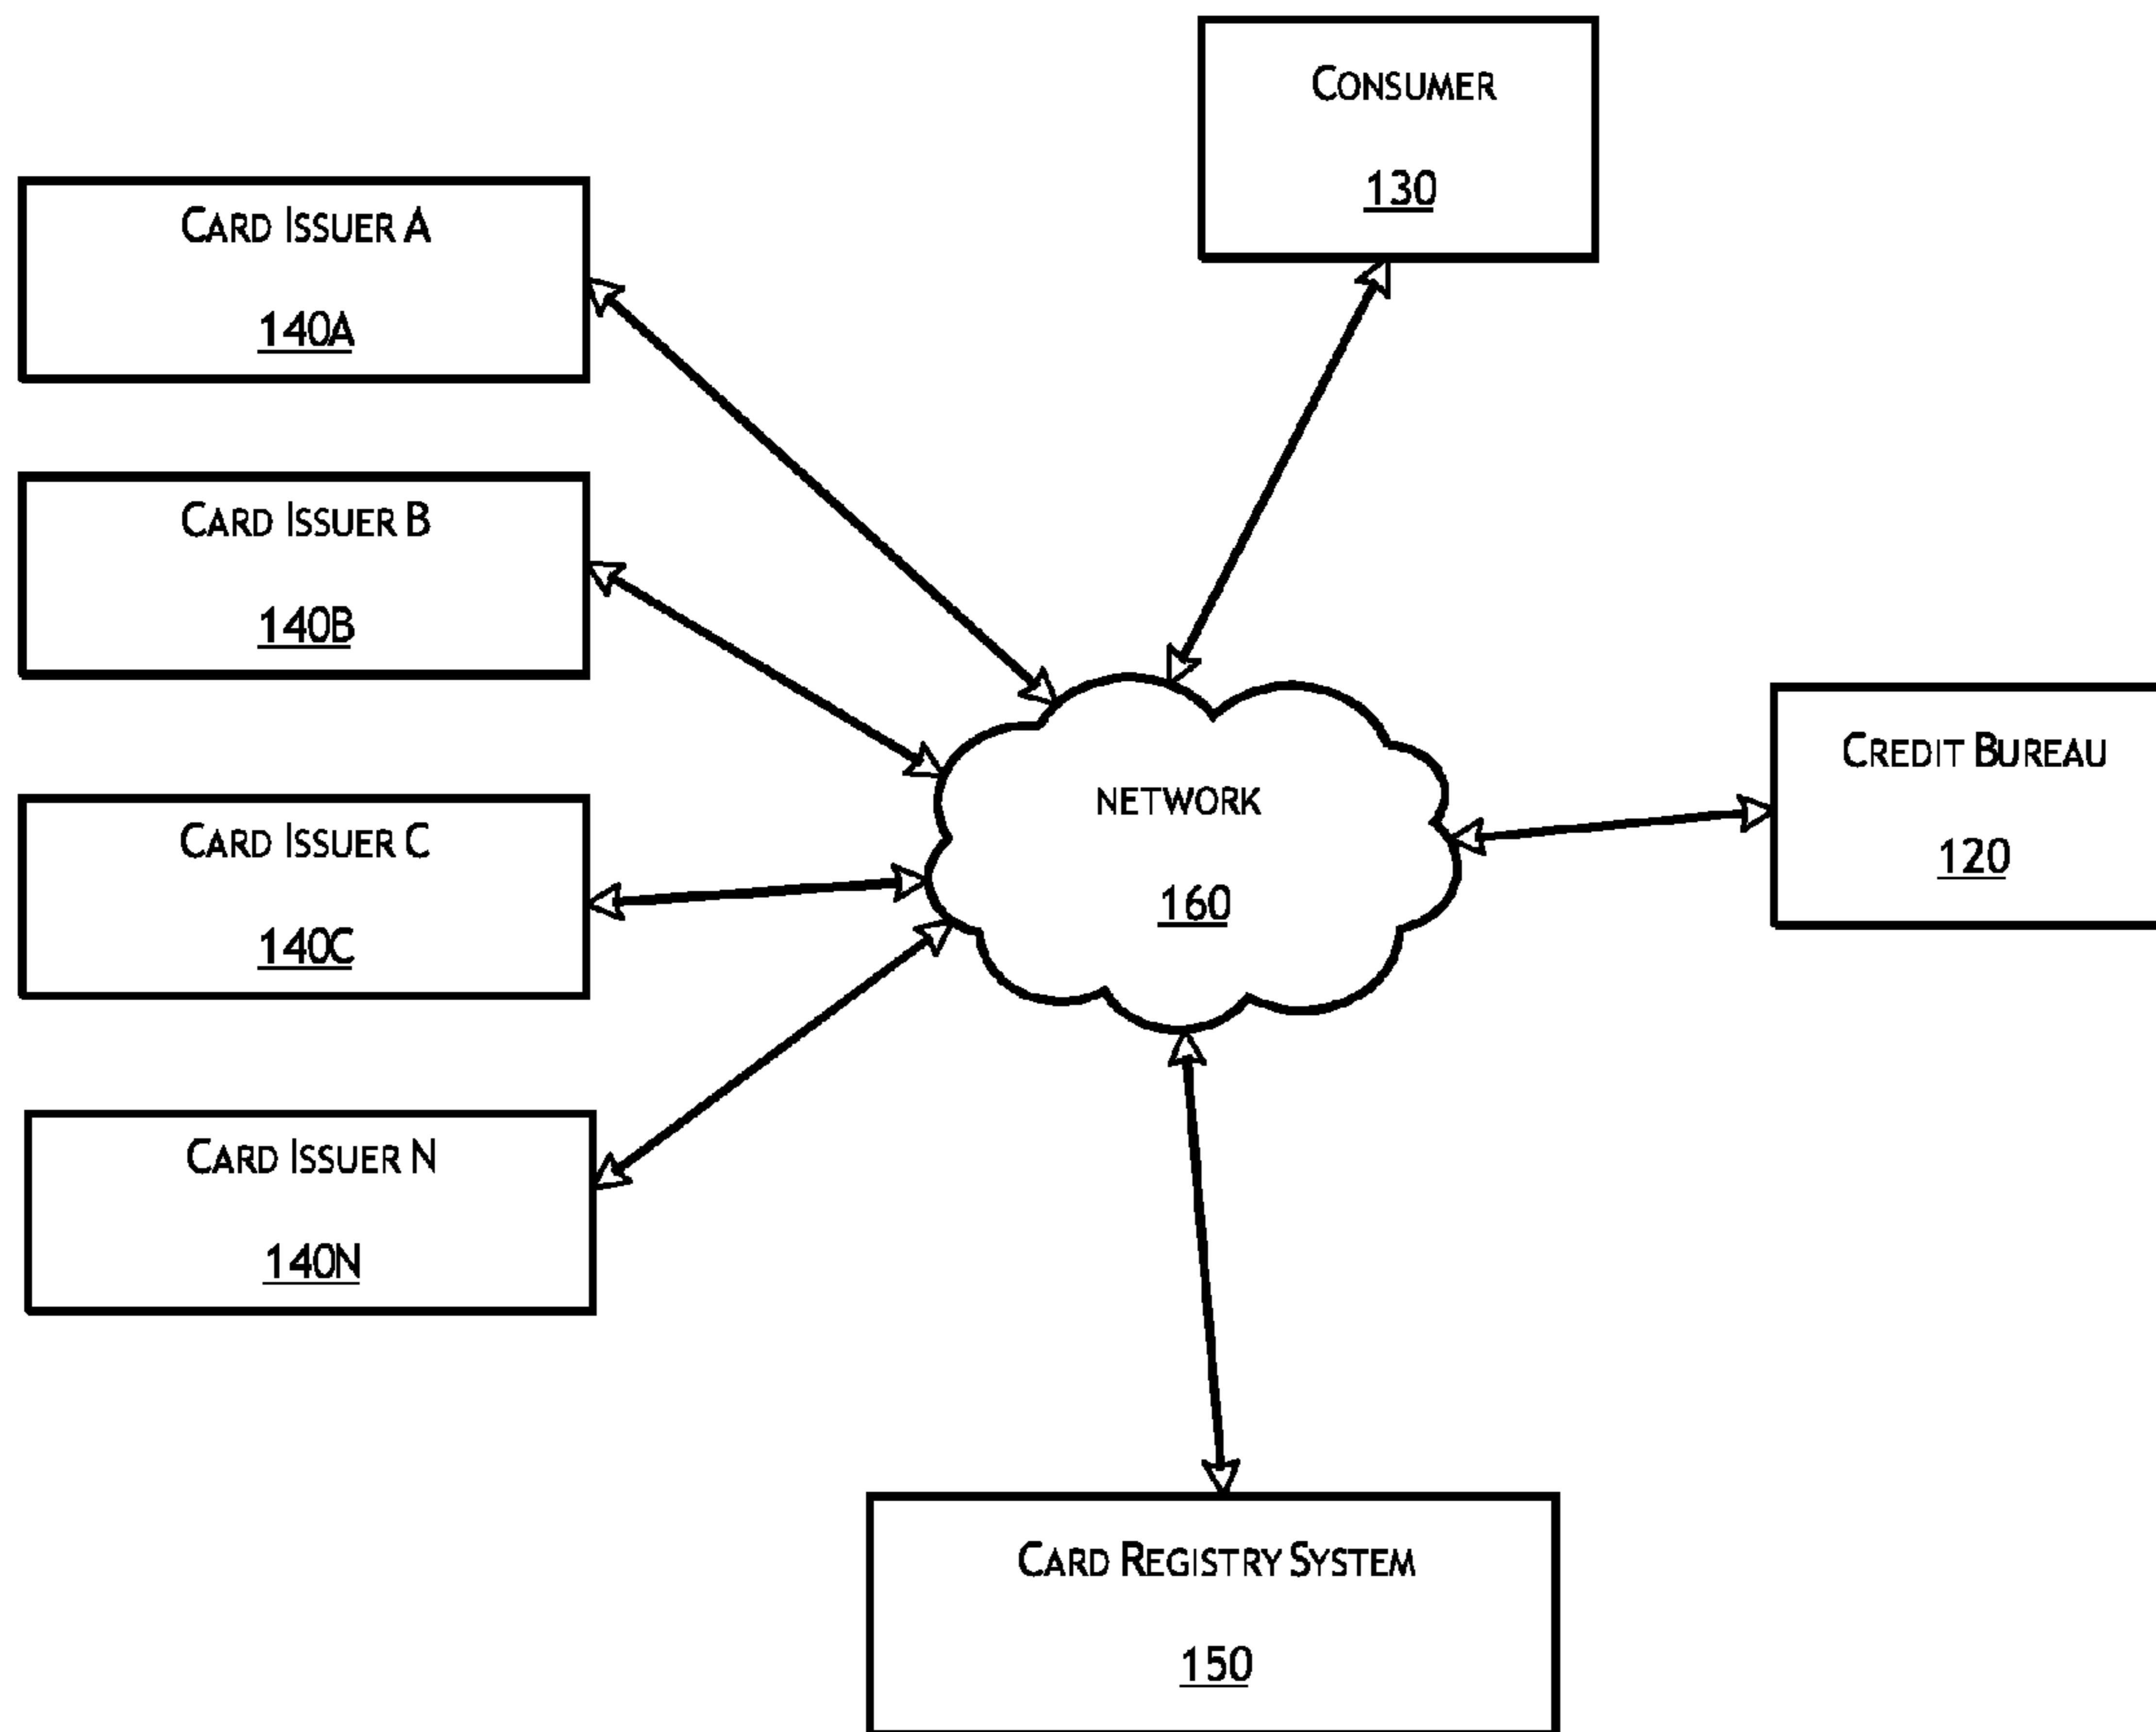 CONSUMER
130
CARD ISSUER A
140A
CARD ISSUER B
140B
CARD ISSUER C
140C
CARD ISSUER N
140N
NETWORK
160
CREDIT BUREAU
120
CARD REGISTRY SYSTEM
150